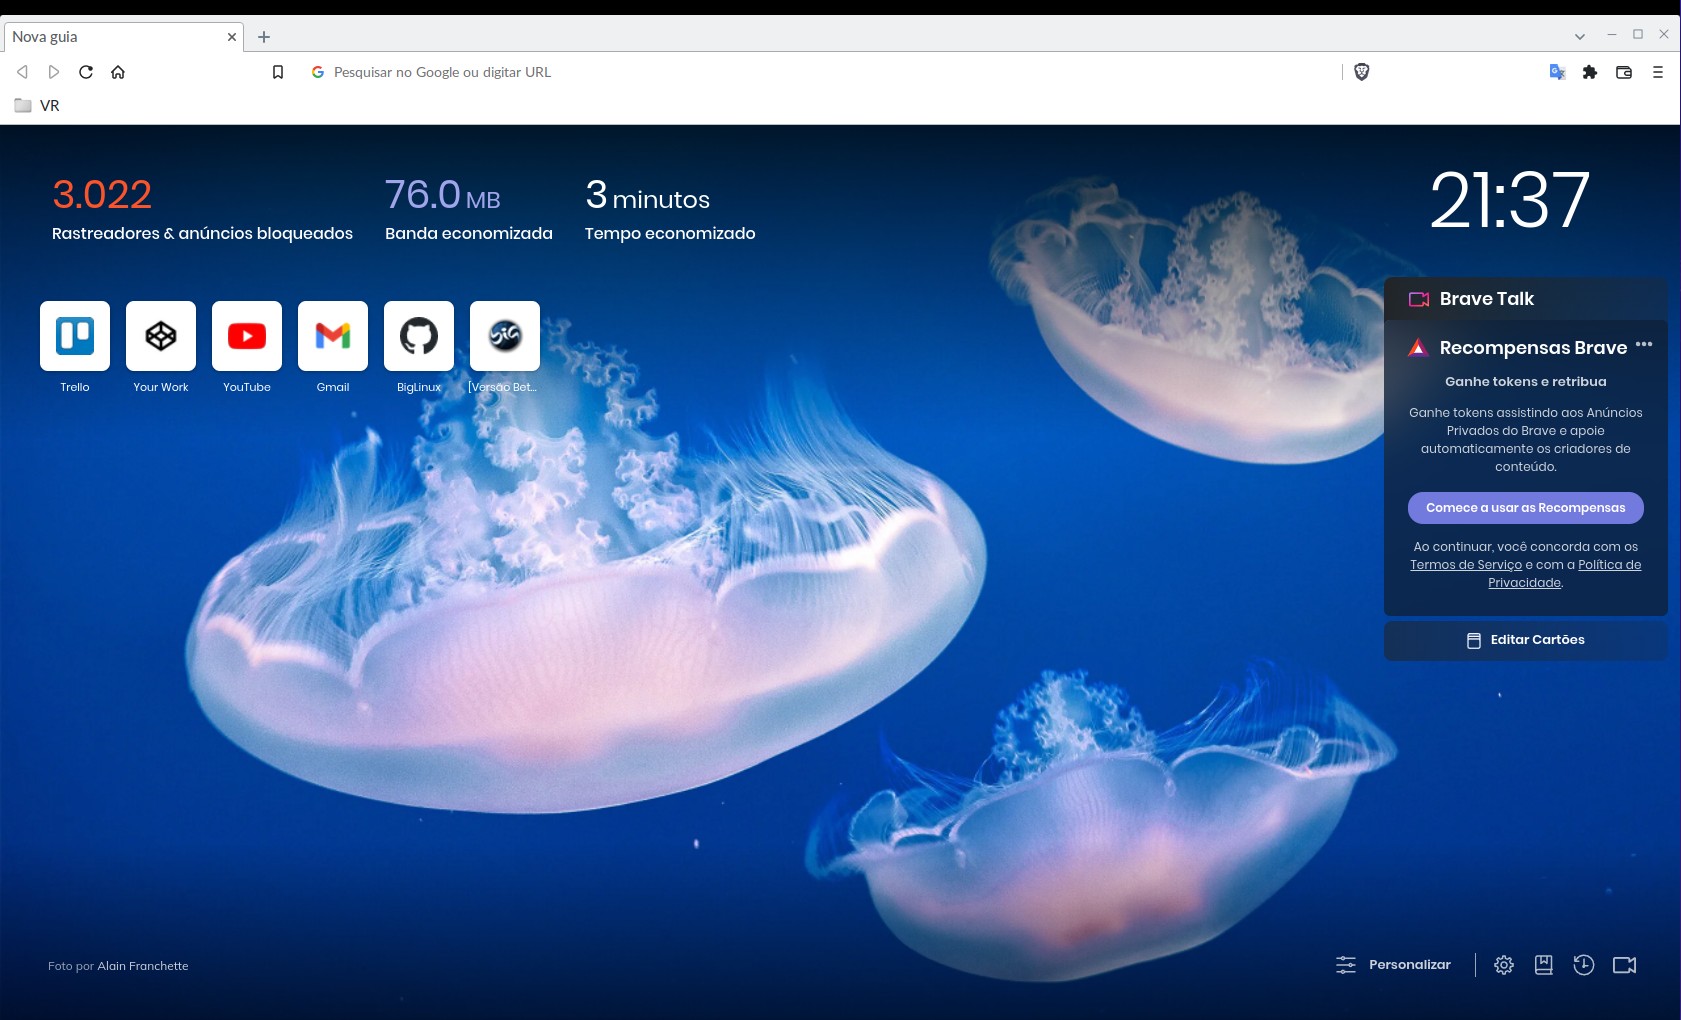 Nova guia
Pesquisar no Google ou digitar URL
VR
3.022
Rastreadores & anúncios bloqueados
76.0 MB
Banda economizada
3 minutos
Tempo economizado
21:37
Trello
Your Work
YouTube
Gmail
BigLinux
[Versão Bet...
Brave Talk
Recompensas Brave
Ganhe tokens e retribua
Ganhe tokens assistindo aos Anúncios
Privados do Brave e apoie
automaticamente os criadores de
conteúdo.
Comece a usar as Recompensas
Ao continuar, você concorda com os
Termos de Serviço e com a Política de
Privacidade.
Editar Cartões
Foto por Alain Franchette
Personalizar